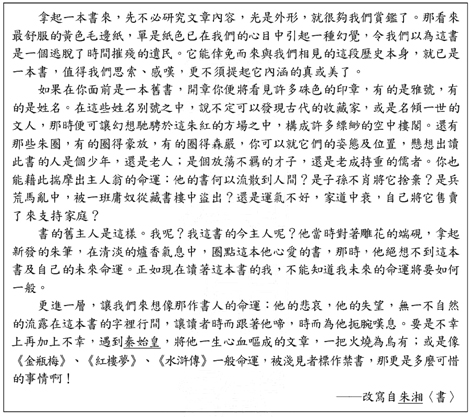 拿起一本書來，先不必研究文章內容，光是外形，就很夠我們賞鑑了。那看來
最舒服的黃色毛邊紙，單是紙色已在我們的心目中引起一種幻覺，令我們以為這書
是一個逃脫了時間摧殘的遺民。它能倖免而來與我們相見的這段歷史本身，就已是
一本書，值得我們思索、感嘆，更不須提起它內涵的真或美了。
如果在你面前是一本舊書，開章你便將看見許多硃色的印章，有的是雅號，有
的是姓名。在這些姓名別號之中，說不定可以發現古代的收藏家，或是名傾一世的
文人，那時便可讓幻想馳騁於這朱紅的方場之中，構成許多縹緲的空中樓閣。還有
那些朱圈，有的圈得豪放，有的圈得森嚴，你可以就它們的姿態及位置，懸想出讀
此書的人是個少年，還是老人；是個放蕩不羈的才子，還是老成持重的儒者。你也
能藉此揣摩出主人翁的命運：他的書何以流散到人間？是子孫不肖將它捨棄？是兵
荒馬亂中，被一班庸奴從藏書樓中盜出？還是運氣不好，家道中衰，自己將它售賣
了來支持家庭？
書的舊主人是這樣。我呢？我這書的今主人呢？他當時對著雕花的端硯，拿起
新發的朱筆，在清淡的爐香氣息中，圈點這本他心愛的書，那時，他絕想不到這本
書及自己的未來命運。正如現在讀著這本書的我，不能知道我未來的命運將要如何
一般。
更進一層，讓我們來想像那作書人的命運：他的悲哀，他的失望，無一不自然
的流露在這本書的字裡行間，讓讀者時而跟著他啼，時而為他扼腕嘆息。要是不幸
上再加上不幸，遇到秦始皇，將他一生心血嘔成的文章，一把火燒為烏有；或是像
《金瓶梅》、《紅樓夢》、《水滸傳》一般命運，被淺見者標作禁書，那更是多麼可惜
的事情啊！
——改寫自朱湘〈書〉